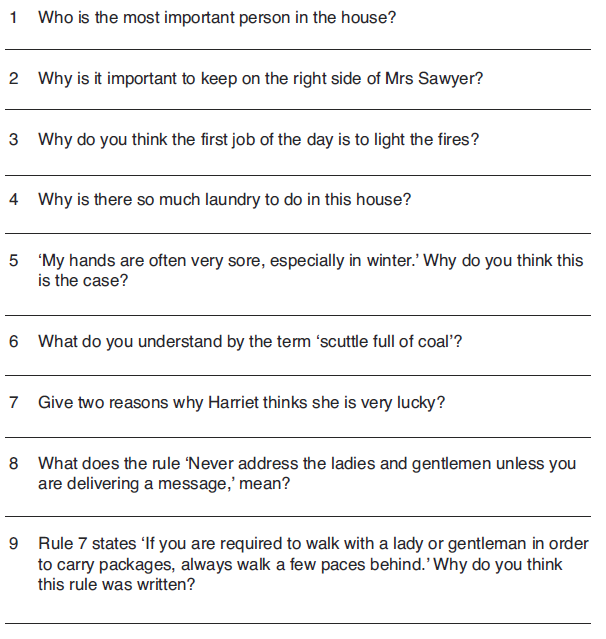 1 Who is the most important person in the house?
2 Why is it important to keep on the right side of Mrs Sawyer?
3 Why do you think the first job of the day is to light the fires?
4 Why is there so much laundry to do in this house?
5 ‘My hands are often very sore, especially in winter.’ Why do you think this
is the case?
6 What do you understand by the term ‘scuttle full of coal’?
7 Give two reasons why Harriet thinks she is very lucky?
8 What does the rule ‘Never address the ladies and gentlemen unless you
are delivering a message,’ mean?
9 Rule 7 states ‘If you are required to walk with a lady or gentleman in order
to carry packages, always walk a few paces behind.’ Why do you think
this rule was written?